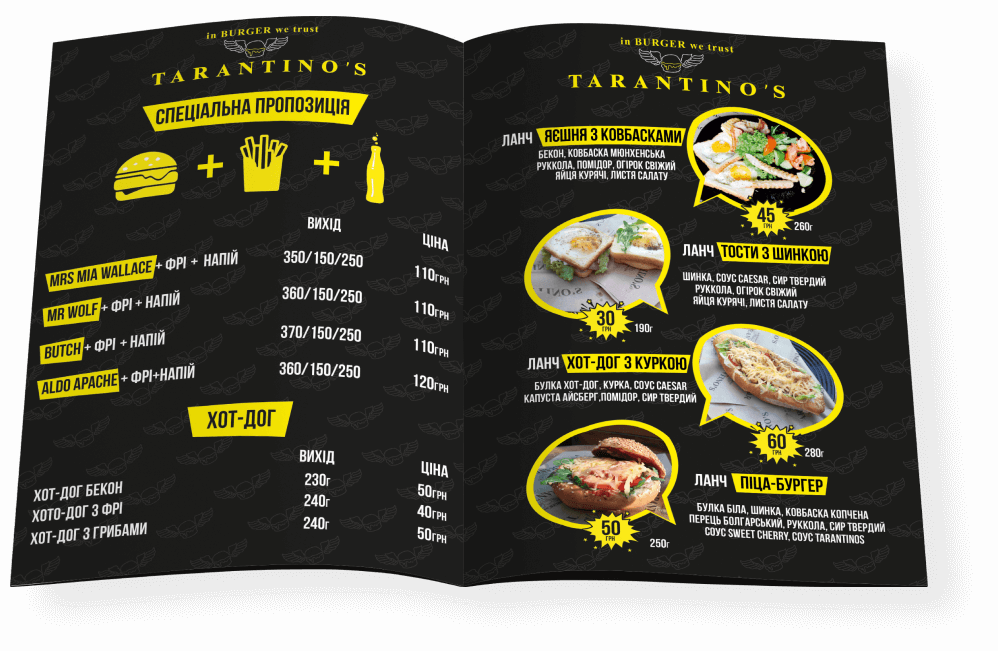 in BURGER we trust
TARANTINO'S
СПЕЦІАЛЬНА ПРОПОЗИЦІЯ
+ +
ВИХІД ЦІНА
MRS MIA WALLACE + ФРІ + НАПІЙ 350/150/250 110ГРН
MR WOLF + ФРІ + НАПІЙ 360/150/250 110ГРН
BUTCH + ФРІ + НАПІЙ 370/150/250 110ГРН
ALDO APACHE + ФРІ+НАПІЙ 360/150/250 120ГРН
ХОТ-ДОГ
ВИХІД ЦІНА
ХОТ-ДОГ БЕКОН 230Г 50ГРН
ХОТО-ДОГ З ФРІ 240Г 40ГРН
ХОТ-ДОГ З ГРИБАМИ 240Г 50ГРН
in BURGER we trust
TARANTINO'S
ЛАНЧ ЯЄШНЯ З КОВБАСКАМИ
БЕКОН, КОВБАСКА МЮНХЕНСЬКА
РУККОЛА, ПОМІДОР, ОГІРОК СВІЖИЙ
ЯЙЦЯ КУРЯЧІ, ЛИСТЯ САЛАТУ
45 ГРН 260Г
ЛАНЧ ТОСТИ З ШИНКОЮ
ШИНКА, СОУС CAESAR, СИР ТВЕРДИЙ
РУККОЛА, ОГІРОК СВІЖИЙ
ЯЙЦЯ КУРЯЧІ, ЛИСТЯ САЛАТУ
30 ГРН 190Г
ЛАНЧ ХОТ-ДОГ З КУРКОЮ
БУЛКА ХОТ-ДОГ, КУРКА, СОУС CAESAR
КАПУСТА АЙСБЕРГ,ПОМІДОР, СИР ТВЕРДИЙ
60 ГРН 280Г
ЛАНЧ ПІЦА-БУРГЕР
БУЛКА БІЛА, ШИНКА, КОВБАСКА КОПЧЕНА
ПЕРЕЦЬ БОЛГАРСЬКИЙ, РУККОЛА, СИР ТВЕРДИЙ
СОУС SWEET CHERRY, СОУС TARANTINOS
50 ГРН 250Г